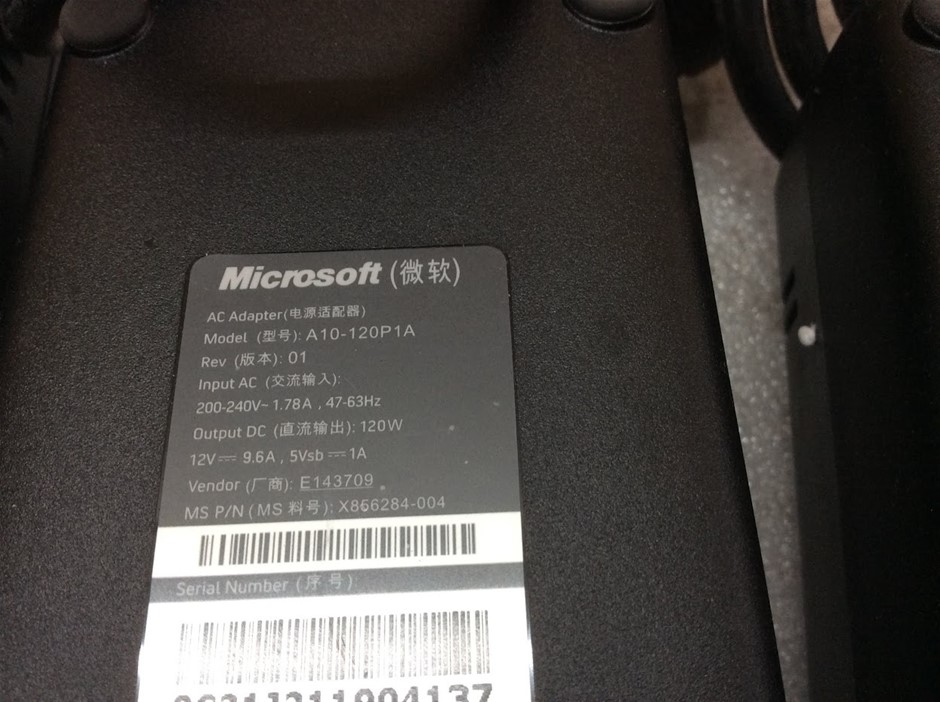 Microsoft (微软)
AC Adapter(电源适配器)
Model (型号): A10-120P1A
Rev (版本): 01
Input AC (交流输入):
200-240V~ 1.78A , 47-63Hz
Output DC (直流输出): 120W
12V⎓ 9.6A , 5Vsb ⎓ 1A
Vendor (厂商): E143709
MS P/N (MS 料号): X856284-004
Serial Number (序号)